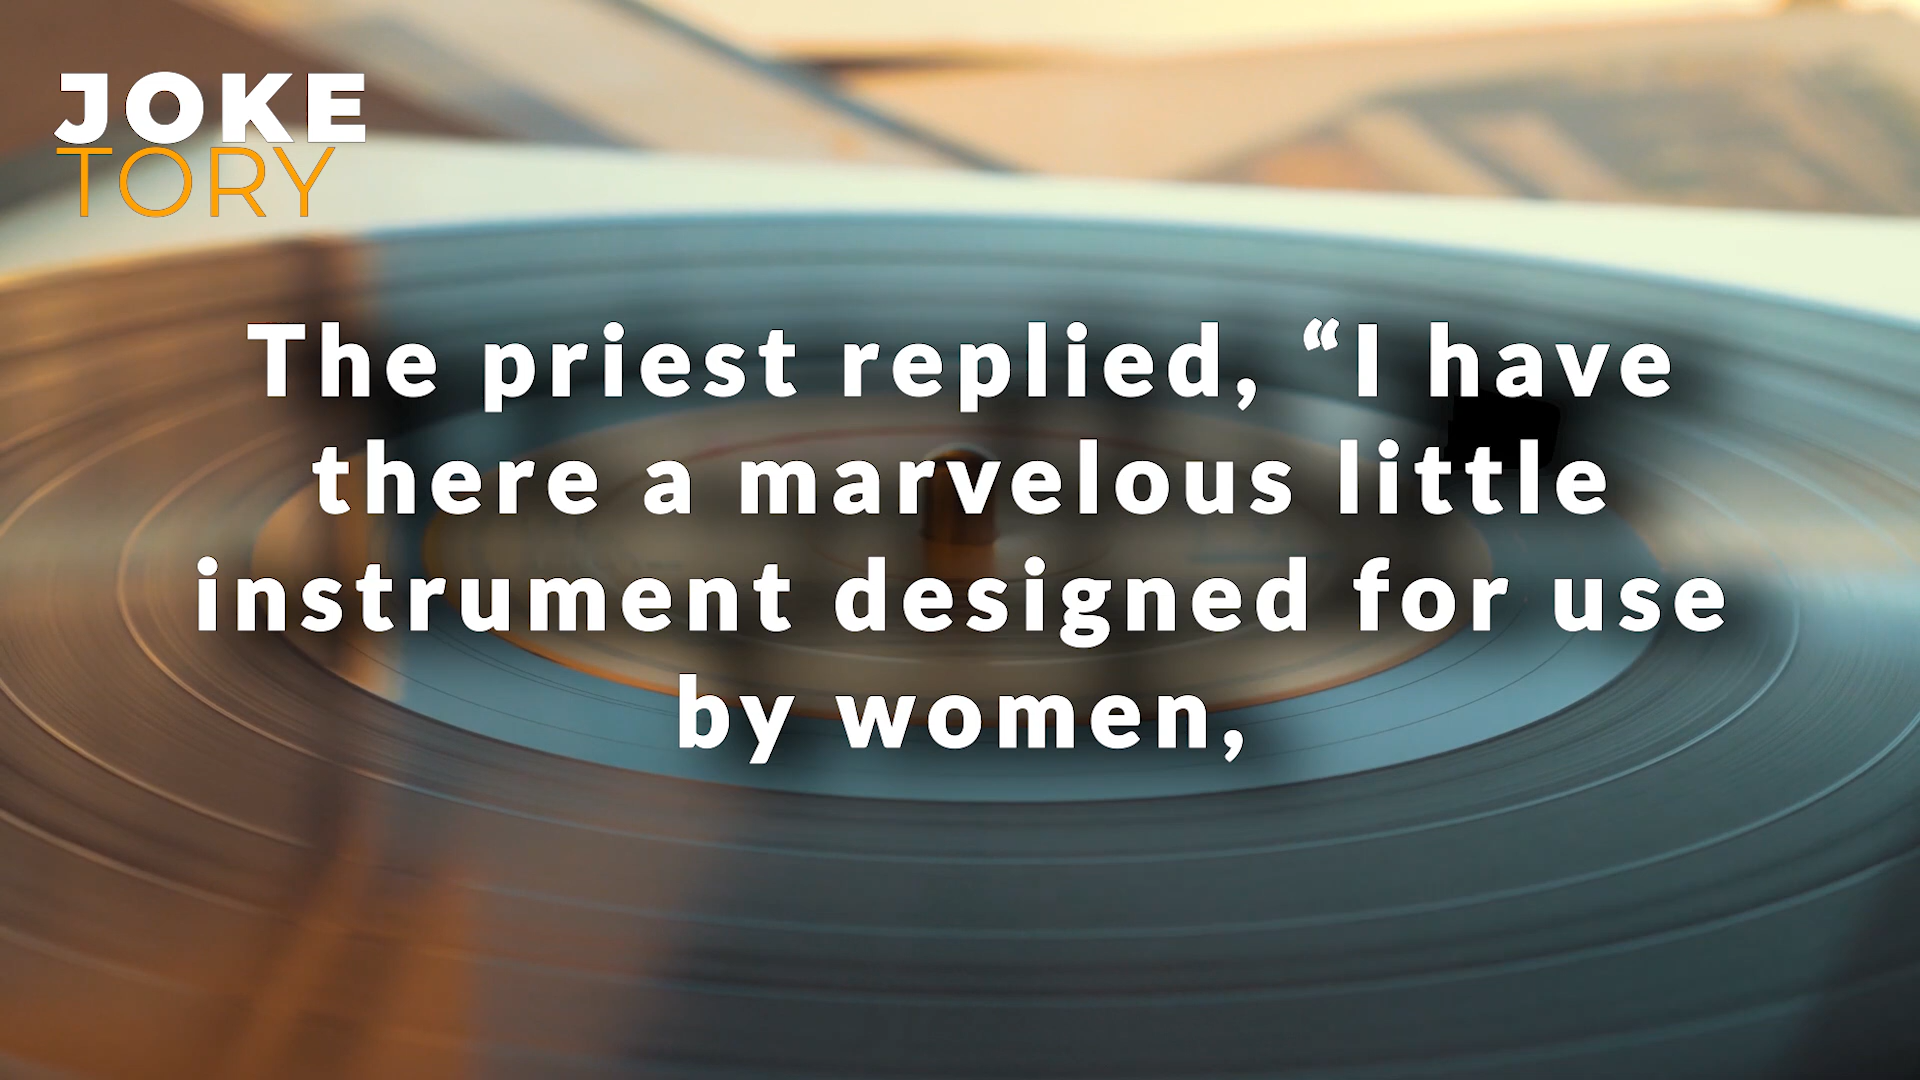 JOKE
TORY
The priest replied, “I have
there a marvelous little
instrument designed for use
by women,